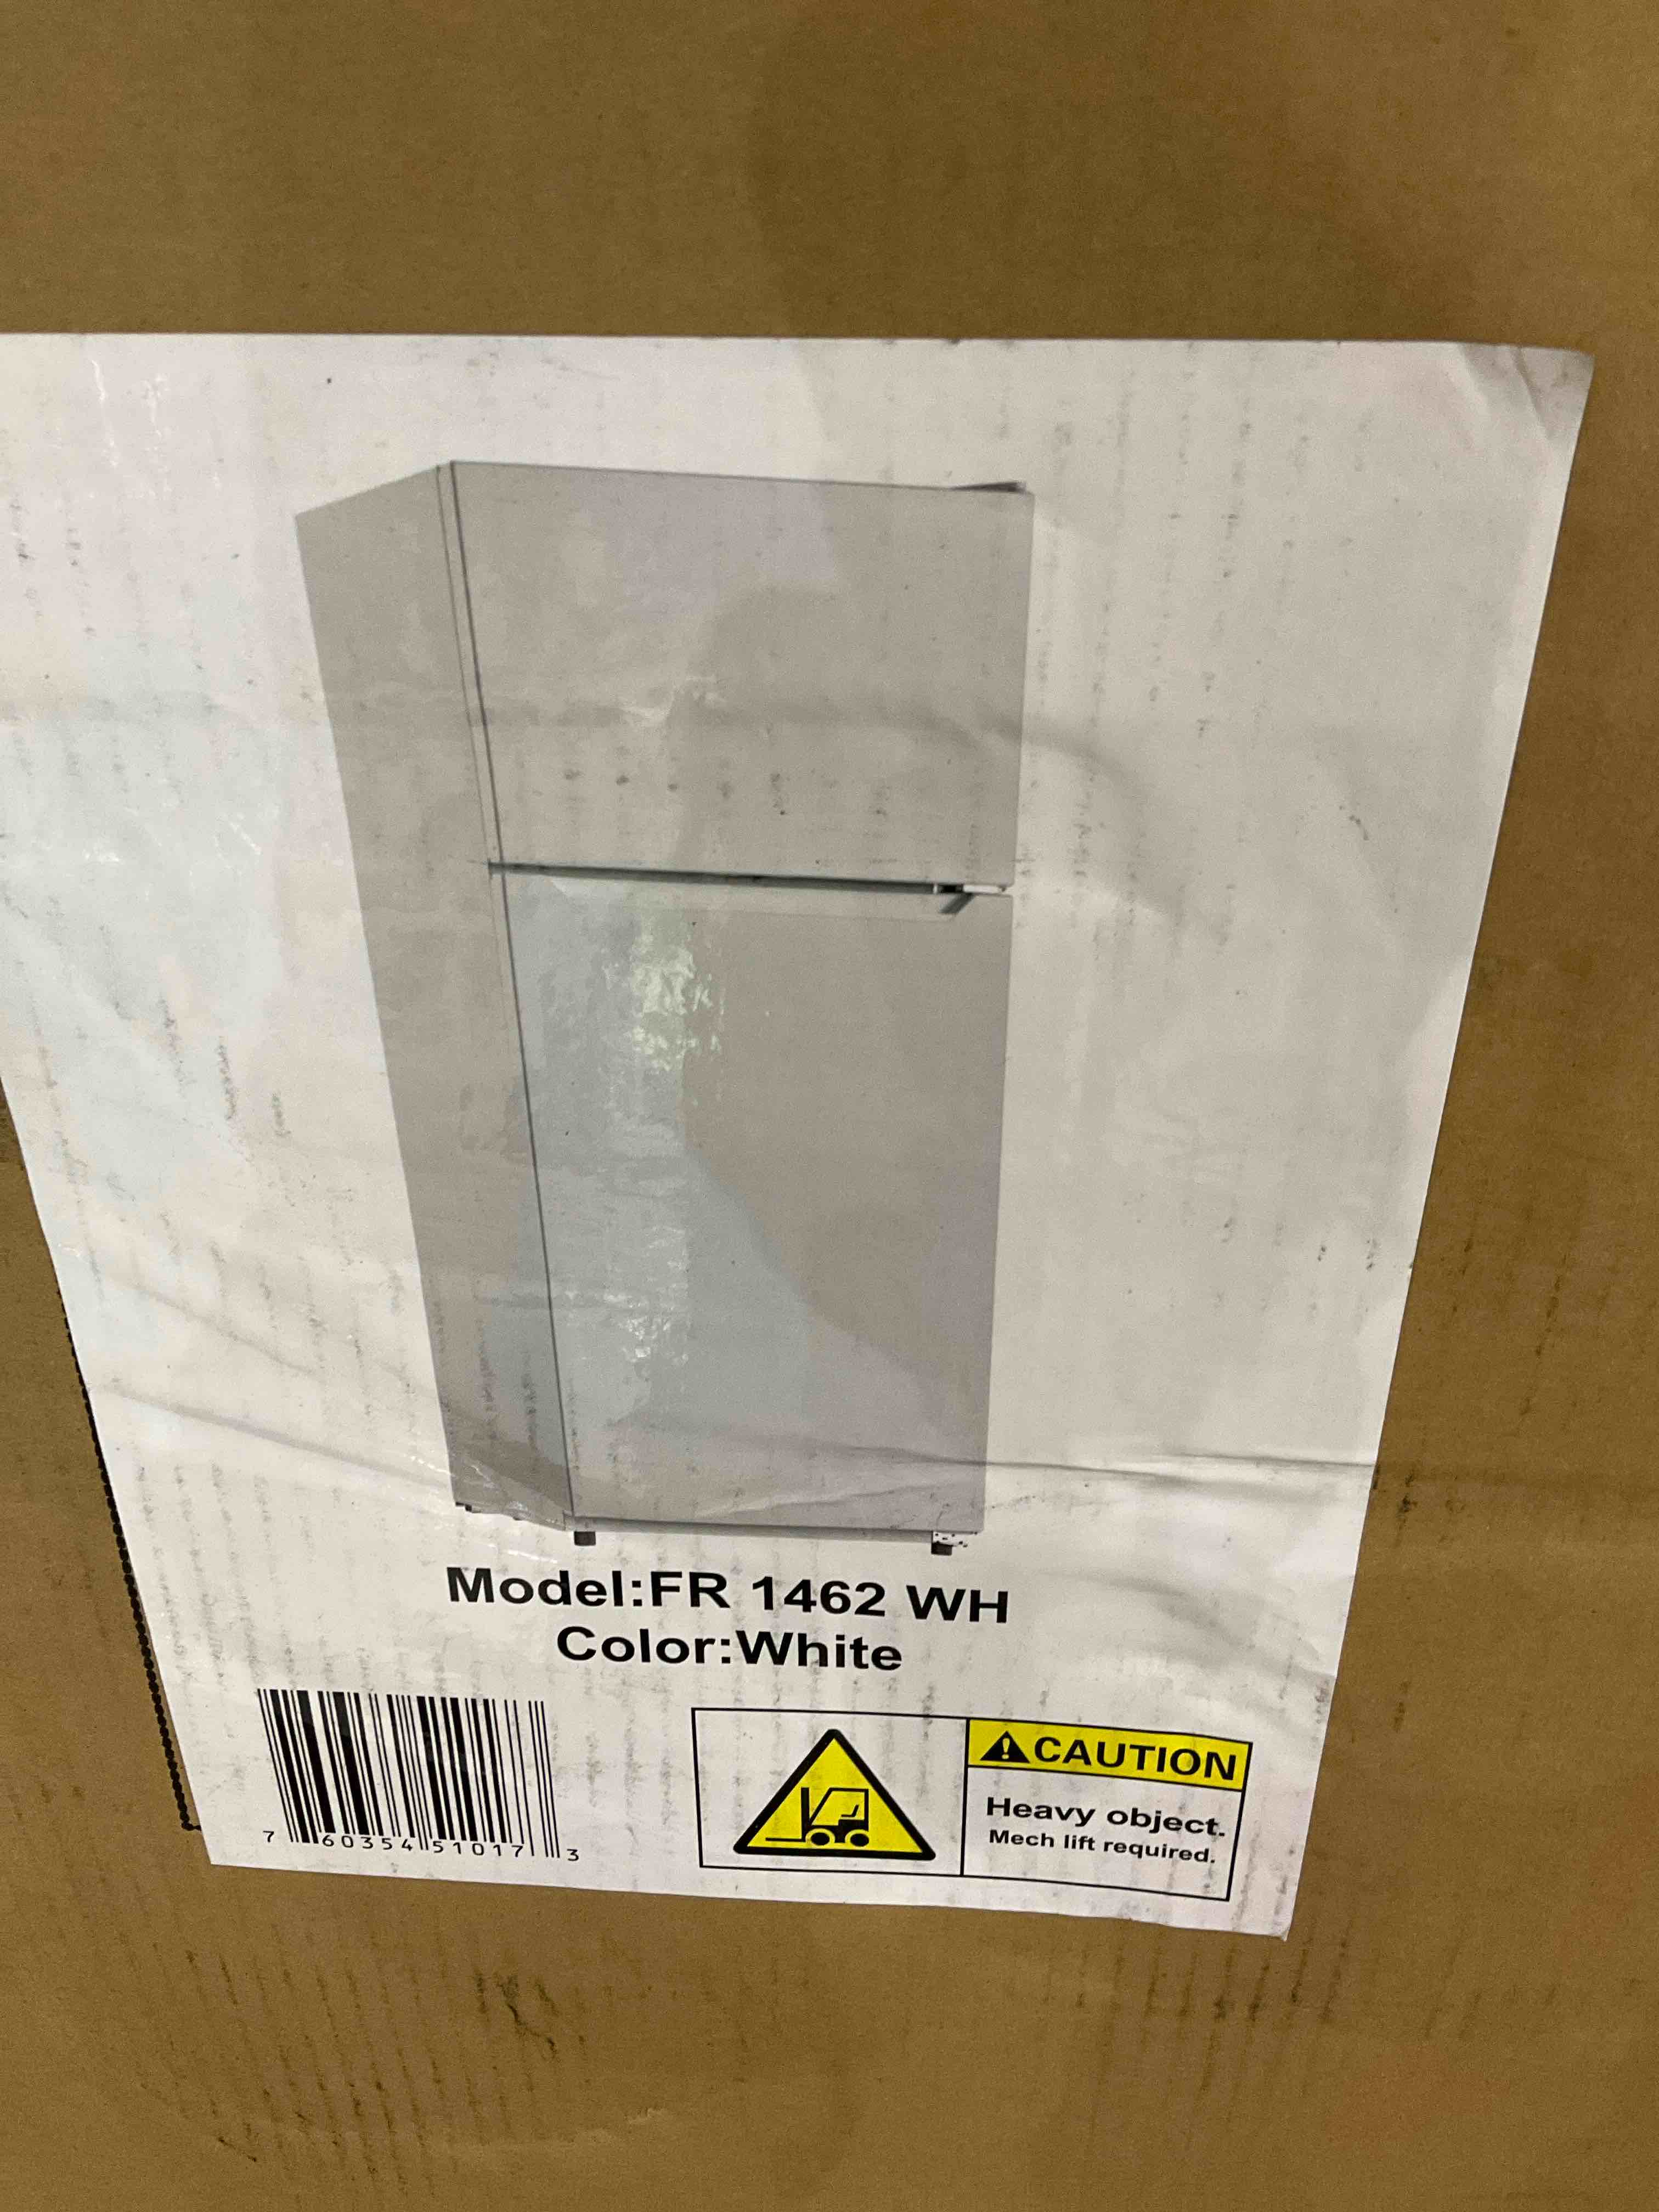 Model:FR 1462 WH
Color:White
7 60354 51017 3
CAUTION
Heavy object.
Mech lift required.